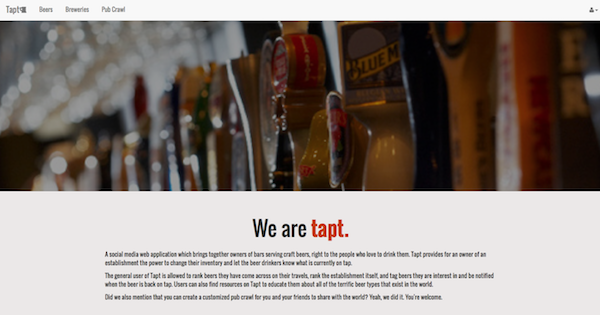 Tapt Beers Breweries Pub Crawl
BLUE M
We are tapt.
A social media web application which brings together owners of bars serving craft beers, right to the people who love to drink them. Tapt provides for an owner of an
establishment the power to change their inventory and let the beer drinkers know what is currently on tap.
The general user of Tapt is allowed to rank beers they have come across on their travels, rank the establishment itself, and tag beers they are interest in and be notified
when the beer is back on tap. Users can also find resources on Tapt to educate them about all of the terrific beer types that exist in the world.
Did we also mention that you can create a customized pub crawl for you and your friends to share with the world? Yeah, we did it. You're welcome.